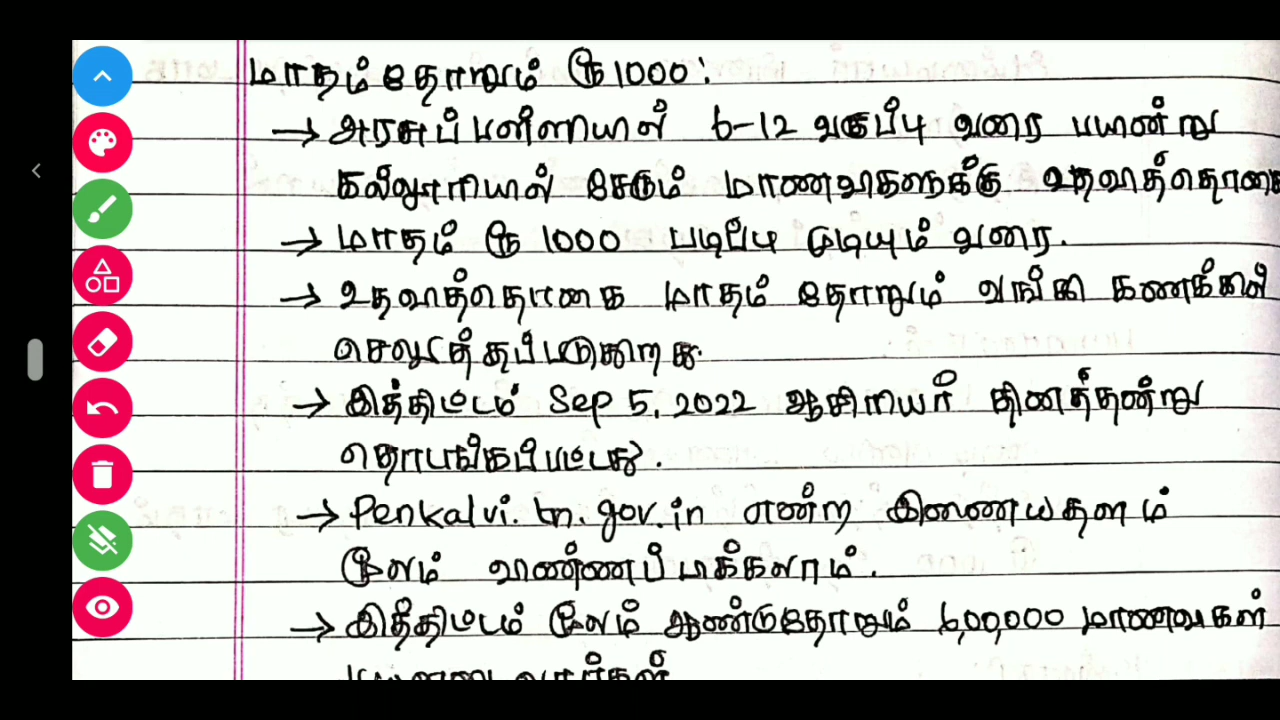 மாதம்தோறும் ரூ1000:
→ அரசுப் பள்ளியில் 6-12 வகுப்பு வரை பயின்று
கல்லூரியில் சேரும் மாணவிகளுக்கு உதவித்தொகை
→ மாதம் ரூ 1000 படிப்பு முடியும் வரை.
→ உதவித்தொகை மாதம் தோறும் வங்கி கணக்கில்
செலுத்தப்படுகிறது.
→ இத்திட்டம் Sep 5, 2022 ஆசிரியர் தினத்தன்று
தொடங்கப்பட்டது.
→ Penkalvi.tn.gov.in என்ற இணையதளம்
மூலம் விண்ணப்பிக்கலாம்.
→ இத்திட்டம் மூலம் ஆண்டுதோறும் 6,00,000 மாணவிகள்